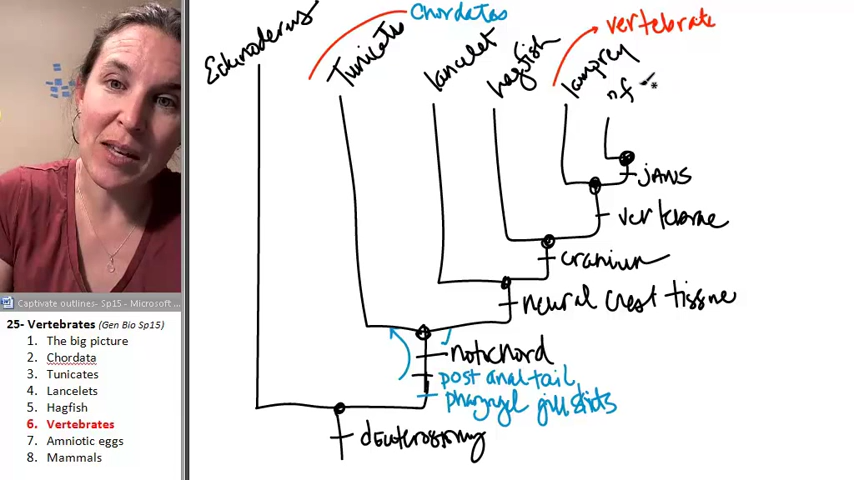 Echinoderms
Tunicate
Chordates
lancelet
hagfish
lamprey
vertebrate
"f
jaws
vertebrae
cranium
neural crest tissue
notochord
post anal tail
pharyngel gill slits
deuterostomy
Captivate outlines- Sp15 - Microsoft ...
25- Vertebrates (Gen Bio Sp15)
1. The big picture
2. Chordata
3. Tunicates
4. Lancelets
5. Hagfish
6. Vertebrates
7. Amniotic eggs
8. Mammals